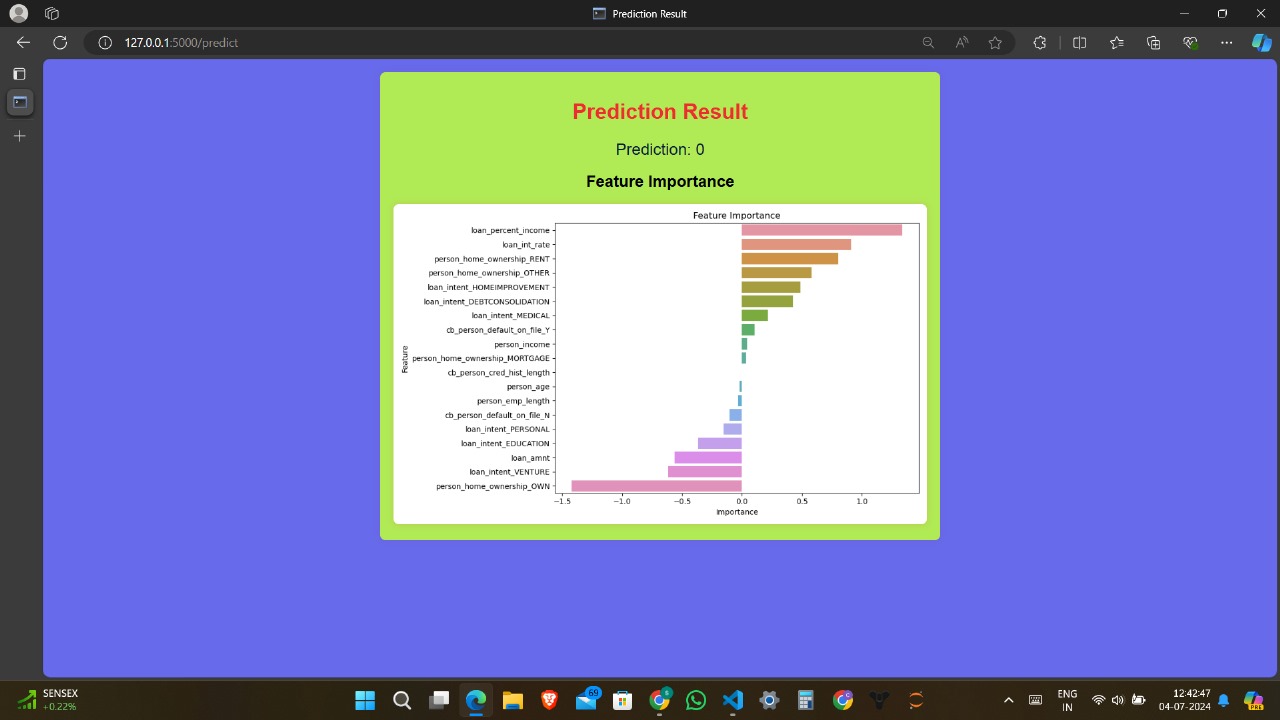 Prediction Result
127.0.0.1:5000/predict
Prediction Result
Prediction: 0
Feature Importance
Feature Importance
loan_percent_income
loan_int_rate
person_home_ownership_RENT
person_home_ownership_OTHER
loan_intent_HOMEIMPROVEMENT
loan_intent_DEBTCONSOLIDATION
loan_intent_MEDICAL
cb_person_default_on_file_Y
person_income
person_home_ownership_MORTGAGE
cb_person_cred_hist_length
person_age
person_emp_length
cb_person_default_on_file_N
loan_intent_PERSONAL
loan_intent_EDUCATION
loan_amnt
loan_intent_VENTURE
person_home_ownership_OWN
Feature
−1.5 −1.0 −0.5 0.0 0.5 1.0
Importance
SENSEX
+0.22%
69
ENG
IN
12:42:47
04-07-2024
PRE